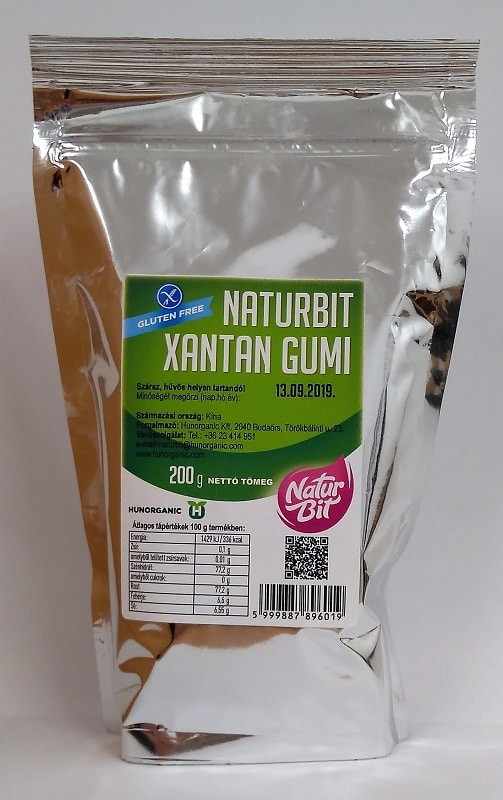 GLUTEN FREE
NATURBIT
XANTAN GUMI
Száraz, hűvös helyen tartandó!
Minőségét megőrzi (nap.hó.év):
13.09.2019.
Származási ország: Kína
Forgalmazó: Hunorganic Kft, 2040 Budaörs, Törökbálinti u. 23.
Vevőszolgálat: Tel.: +36 23 414 951
www.hunorganic.com
200 g NETTÓ TÖMEG
Natur
Bit
HUNORGANIC H
Átlagos tápértékek 100 g termékben:
Energia: 1429 kJ / 336 kcal
Zsír: 0,1 g
amelyből telített zsírsavak: 0,01 g
Szénhidrát: 77,2 g
amelyből cukrok: 0 g
Rost: 77,2 g
Fehérje: 6,6 g
Só: 6,55 g
5 999887 896019